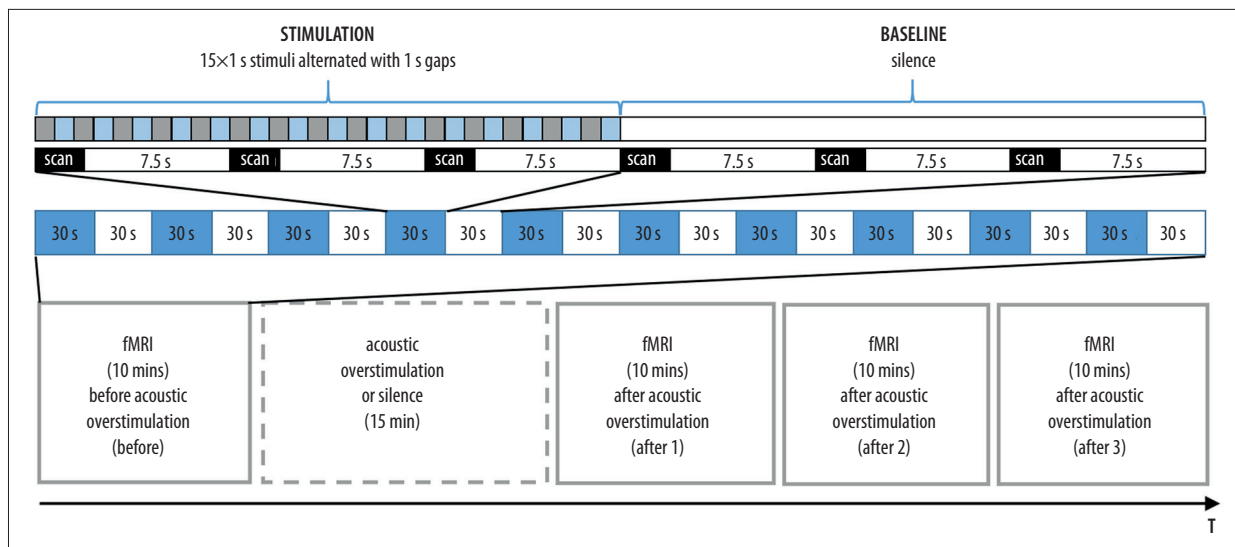 STIMULATION
15×1 s stimuli alternated with 1 s gaps
BASELINE
silence
scan 7.5 s scan 7.5 s scan 7.5 s scan 7.5 s scan 7.5 s scan 7.5 s
30 s 30 s 30 s 30 s 30 s 30 s 30 s 30 s 30 s 30 s 30 s 30 s 30 s 30 s 30 s 30 s 30 s 30 s 30 s 30 s
fMRI
(10 mins)
before acoustic
overstimulation
(before)
acoustic
overstimulation
or silence
(15 min)
fMRI
(10 mins)
after acoustic
overstimulation
(after 1)
fMRI
(10 mins)
after acoustic
overstimulation
(after 2)
fMRI
(10 mins)
after acoustic
overstimulation
(after 3)
T